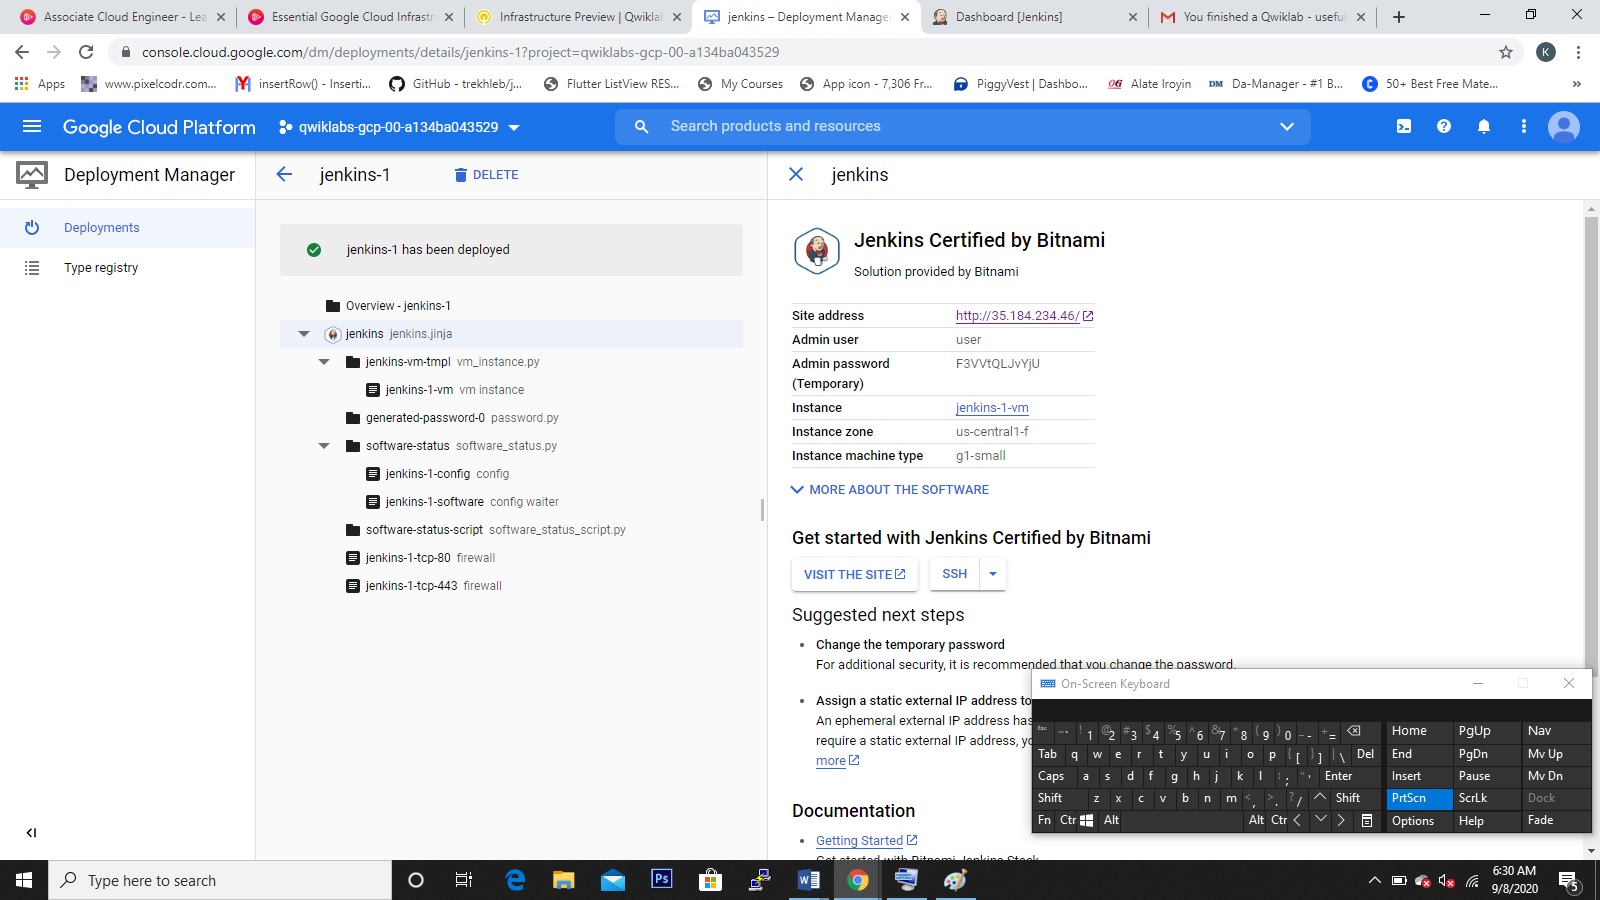 Associate Cloud Engineer - Lea
Essential Google Cloud Infrastr
Infrastructure Preview | Qwiklab
jenkins – Deployment Manager
Dashboard [Jenkins]
You finished a Qwiklab - useful
console.cloud.google.com/dm/deployments/details/jenkins-1?project=qwiklabs-gcp-00-a134ba043529
K
Apps
www.pixelcodr.com...
insertRow() - Inserti...
GitHub - trekhleb/j...
Flutter ListView RES...
My Courses
App icon - 7,306 Fr...
PiggyVest | Dashbo...
Alate Iroyin
DM Da-Manager - #1 B...
50+ Best Free Mate...
Google Cloud Platform
qwiklabs-gcp-00-a134ba043529
Search products and resources
Deployment Manager
jenkins-1
DELETE
jenkins
Deployments
Type registry
jenkins-1 has been deployed
Overview - jenkins-1
jenkins jenkins.jinja
jenkins-vm-tmpl vm_instance.py
jenkins-1-vm vm instance
generated-password-0 password.py
software-status software_status.py
jenkins-1-config config
jenkins-1-software config waiter
software-status-script software_status_script.py
jenkins-1-tcp-80 firewall
jenkins-1-tcp-443 firewall
Jenkins Certified by Bitnami
Solution provided by Bitnami
Site address http://35.184.234.46/
Admin user user
Admin password F3VVtQLJvYjU
(Temporary)
Instance jenkins-1-vm
Instance zone us-central1-f
Instance machine type g1-small
MORE ABOUT THE SOFTWARE
Get started with Jenkins Certified by Bitnami
VISIT THE SITE
SSH
Suggested next steps
• Change the temporary password
For additional security, it is recommended that you change the password.
• Assign a static external IP address to
An ephemeral external IP address has
require a static external IP address, yo
more
Documentation
• Getting Started
Get started with Bitnami Jenkins Stack
On-Screen Keyboard
Esc ~ ` ! 1 @ 2 # 3 $ 4 % 5 ^ 6 & 7 * 8 ( 9 ) 0 _ - + = Home PgUp Nav
Tab q w e r t y u i o p { [ } ] | \ Del End PgDn Mv Up
Caps a s d f g h j k l : ; " ' Enter Insert Pause Mv Dn
Shift z x c v b n m < , > . ? / Shift PrtScn ScrLk Dock
Fn Ctr Alt Alt Ctr Options Help Fade
Type here to search
Ps
6:30 AM
9/8/2020
5